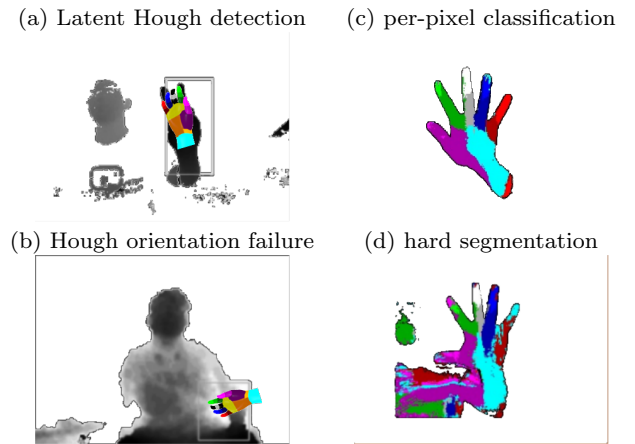 (a) Latent Hough detection
(c) per-pixel classification
(b) Hough orientation failure
(d) hard segmentation